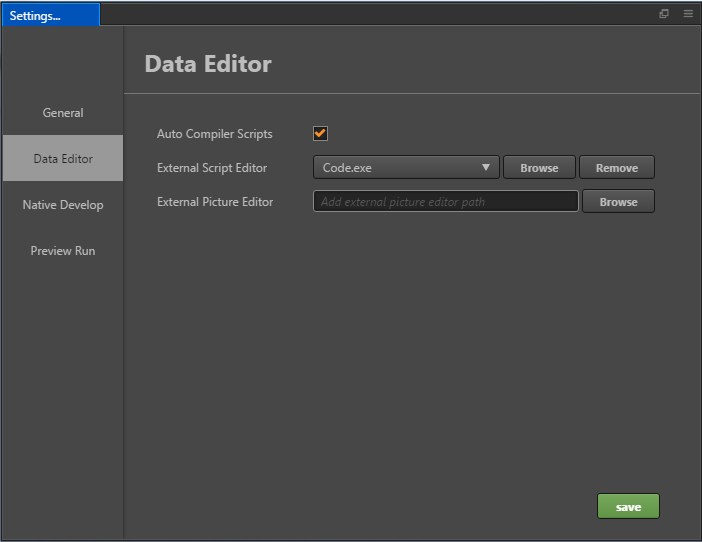 Settings...
Data Editor
General
Data Editor
Native Develop
Preview Run
Auto Compiler Scripts
External Script Editor Code.exe Browse Remove
External Picture Editor Add external picture editor path Browse
save